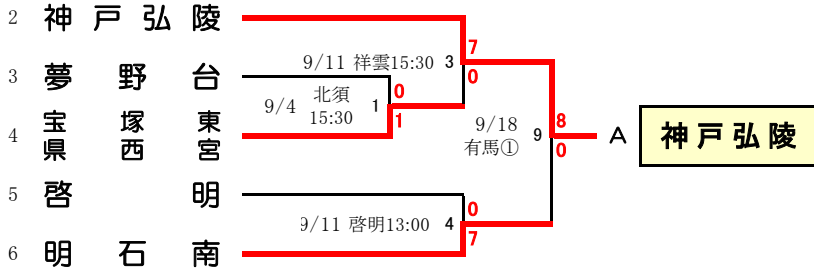 2 神戸弘陵
7
9/11 祥雲15:30 3
0
3 夢野台
0
9/4 北須 15:30 1
1
4 宝塚東
県西宮
9/18
有馬①
9
8
0
A 神戸弘陵
5 啓明
0
9/11 啓明13:00 4
7
6 明石南